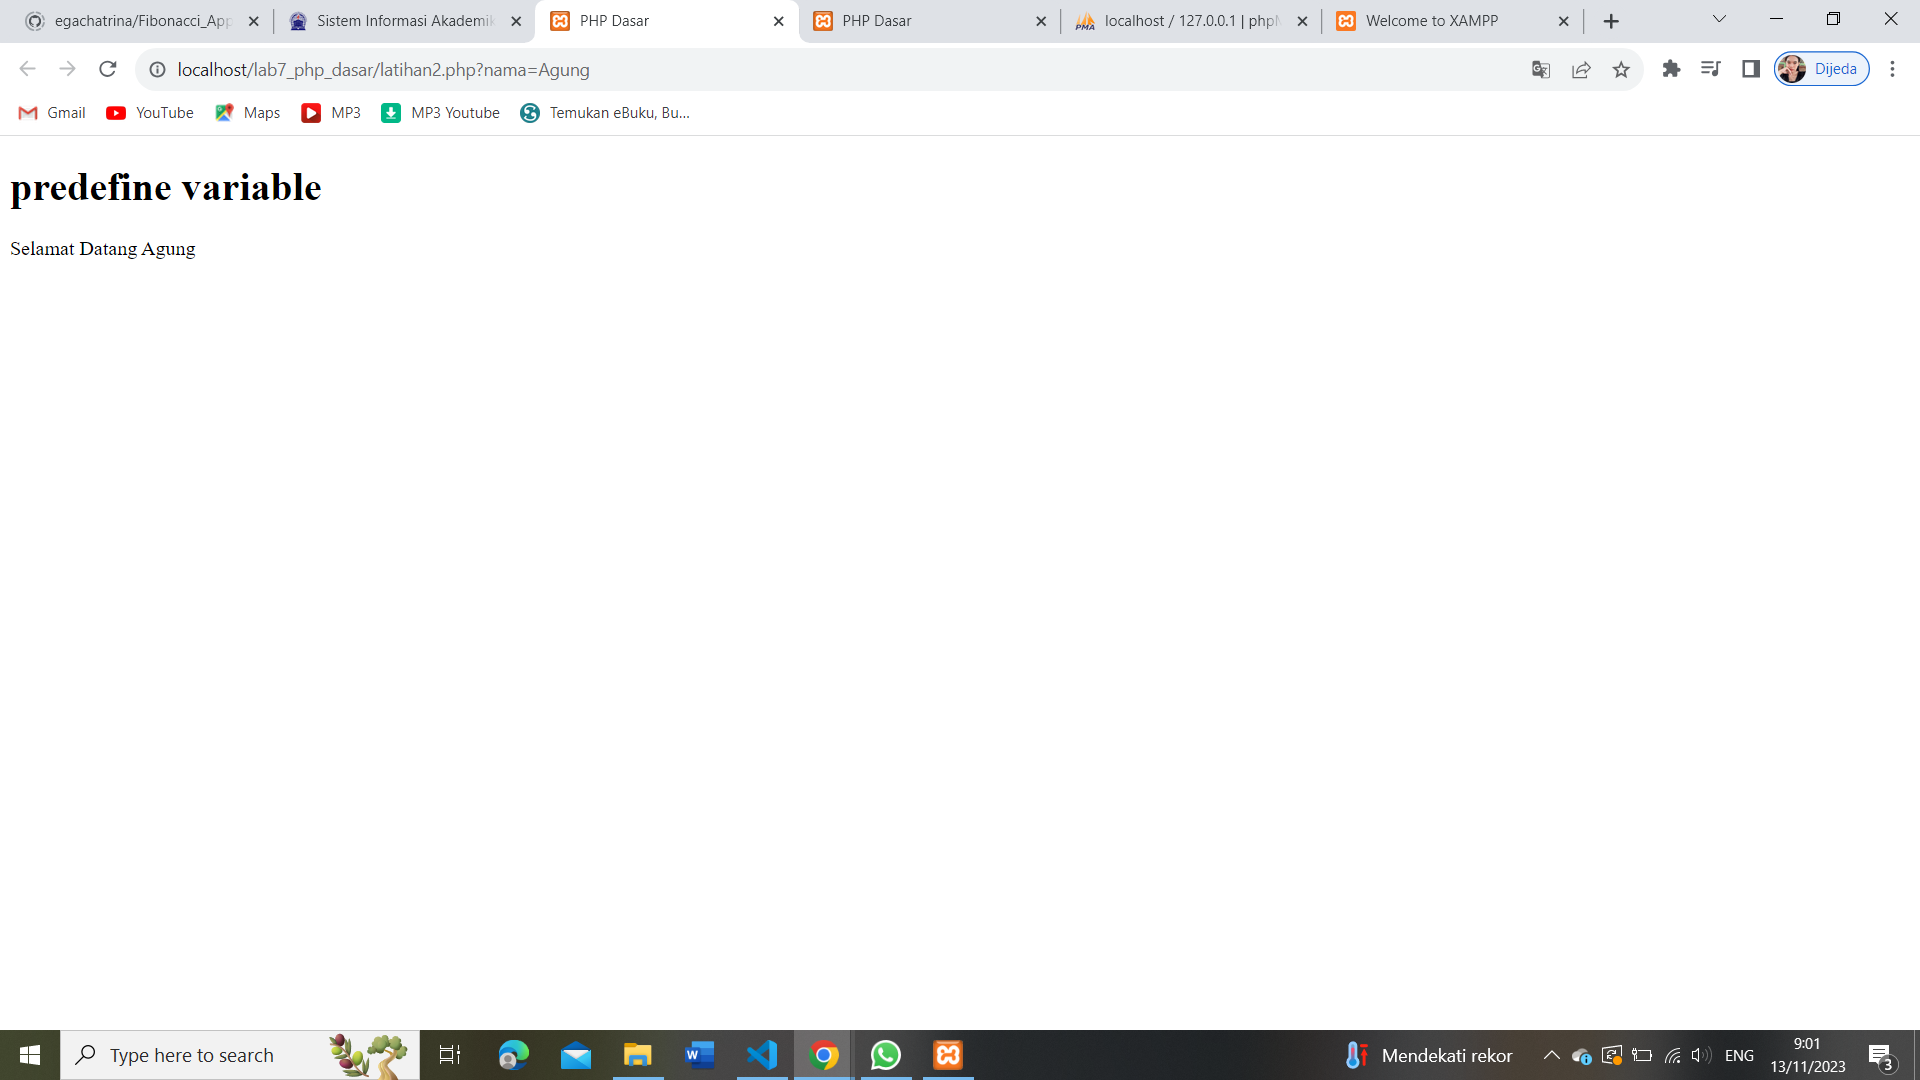 egachatrina/Fibonacci_App
Sistem Informasi Akademik
PHP Dasar
PHP Dasar
localhost / 127.0.0.1 | phpM
Welcome to XAMPP
localhost/lab7_php_dasar/latihan2.php?nama=Agung
Dijeda
Gmail
YouTube
Maps
MP3
MP3 Youtube
Temukan eBuku, Bu...
predefine variable
Selamat Datang Agung
Type here to search
Mendekati rekor
ENG
9:01
13/11/2023
3